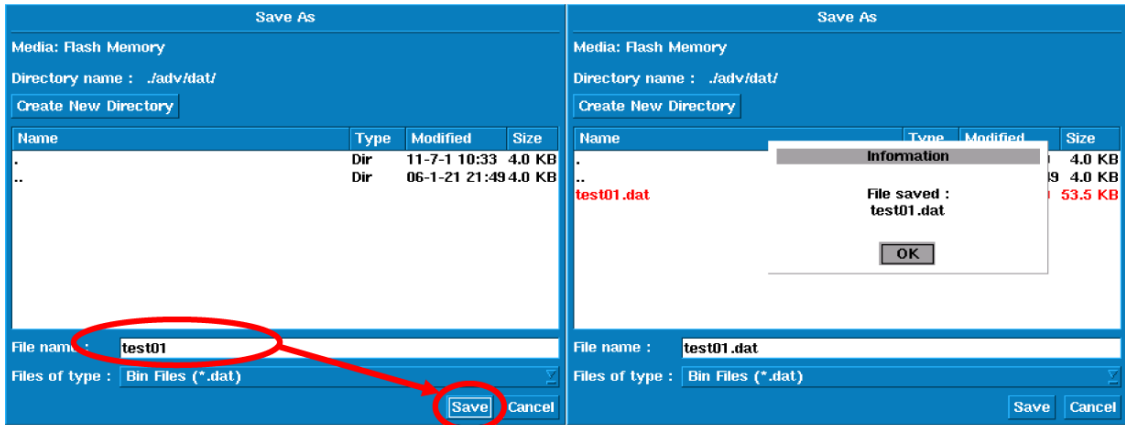 Save As
Media: Flash Memory
Directory name : ./adv/dat/
Create New Directory
Name Type Modified Size
. Dir 11-7-1 10:33 4.0 KB
.. Dir 06-1-21 21:49 4.0 KB
File name : test01
Files of type : Bin Files (*.dat)
Save Cancel
Save As
Media: Flash Memory
Directory name : ./adv/dat/
Create New Directory
Name Type Modified Size
. 4.0 KB
.. 4.0 KB
test01.dat 53.5 KB
Information
File saved :
test01.dat
OK
File name : test01.dat
Files of type : Bin Files (*.dat)
Save Cancel